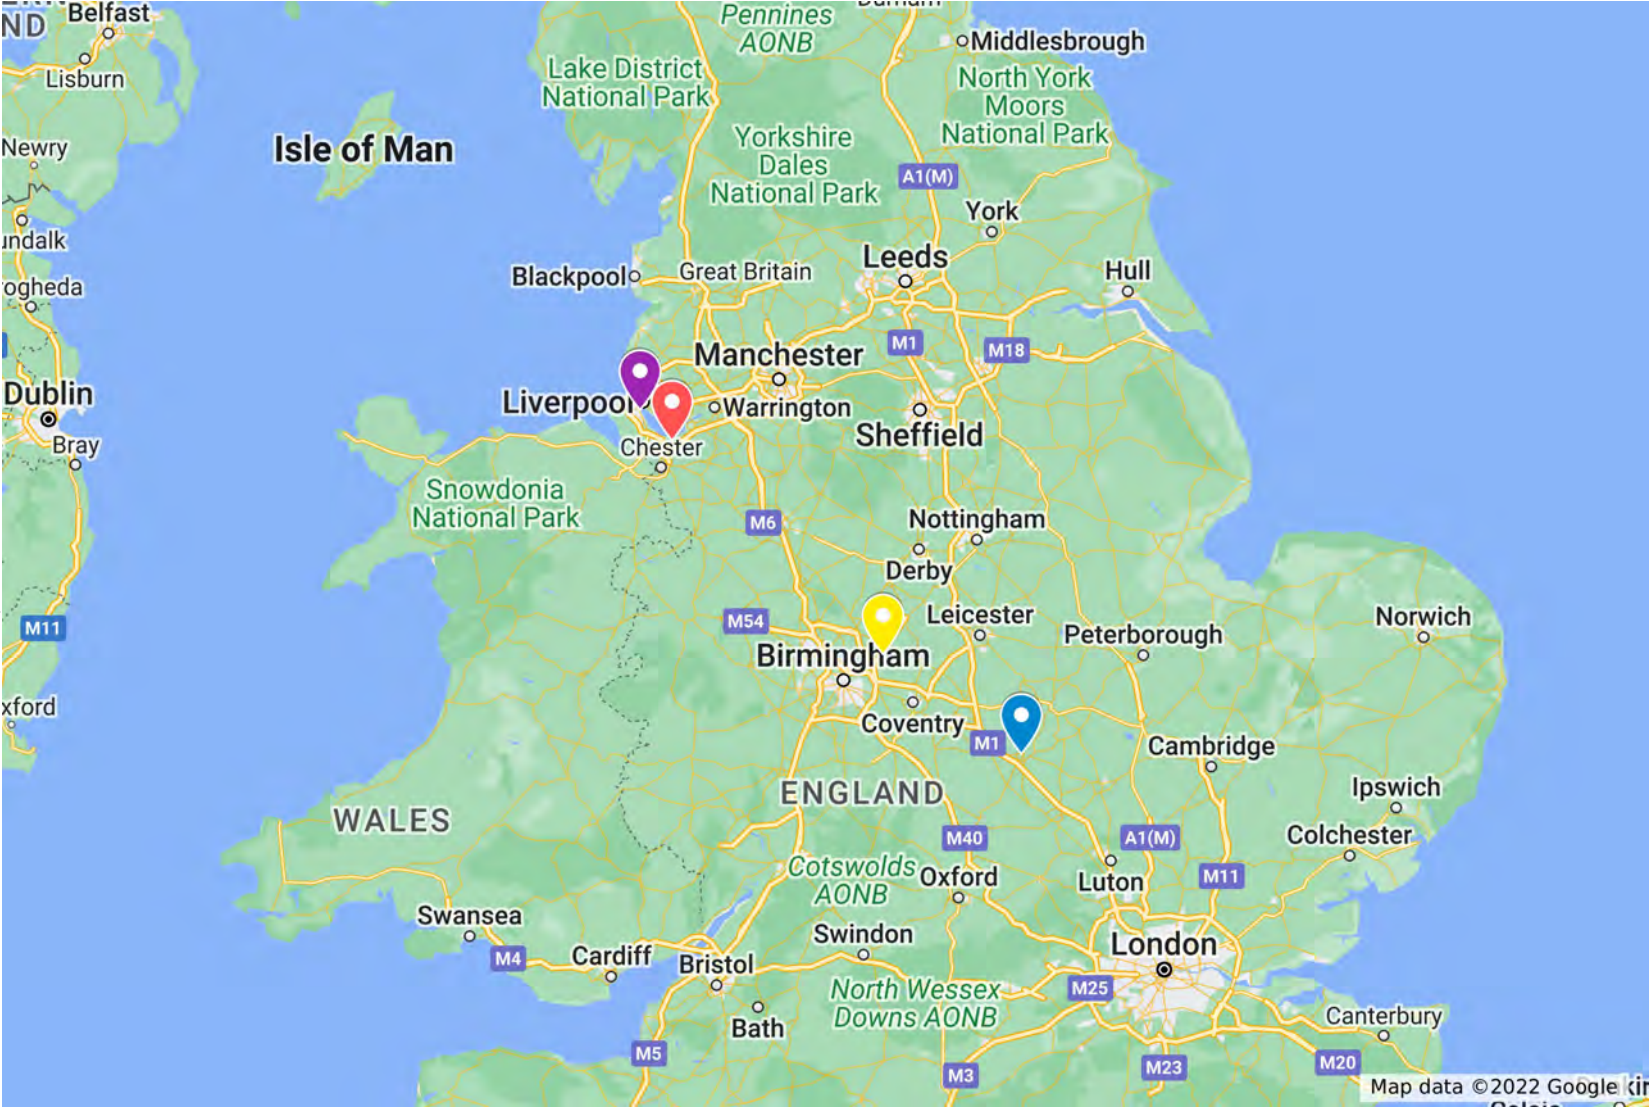 Belfast
ND
Lisburn
Pennines
AONB
Middlesbrough
Lake District
National Park
North York
Moors
National Park
Newry
Isle of Man
Yorkshire
Dales
National Park
A1(M)
York
undalk
Leeds
Blackpool
Great Britain
Hull
rogheda
M1
M18
Manchester
Dublin
Liverpool
Warrington
Sheffield
Bray
Chester
Snowdonia
National Park
M6
Nottingham
Derby
M11
M54
Leicester
Peterborough
Norwich
Birmingham
xford
Coventry
M1
Cambridge
ENGLAND
Ipswich
WALES
M40
A1(M)
Colchester
Cotswolds
AONB
Oxford
Luton
M11
Swansea
Swindon
London
M4
Cardiff
Bristol
North Wessex
Downs AONB
M25
Bath
Canterbury
M5
M3
M23
M20
Map data ©2022 Google